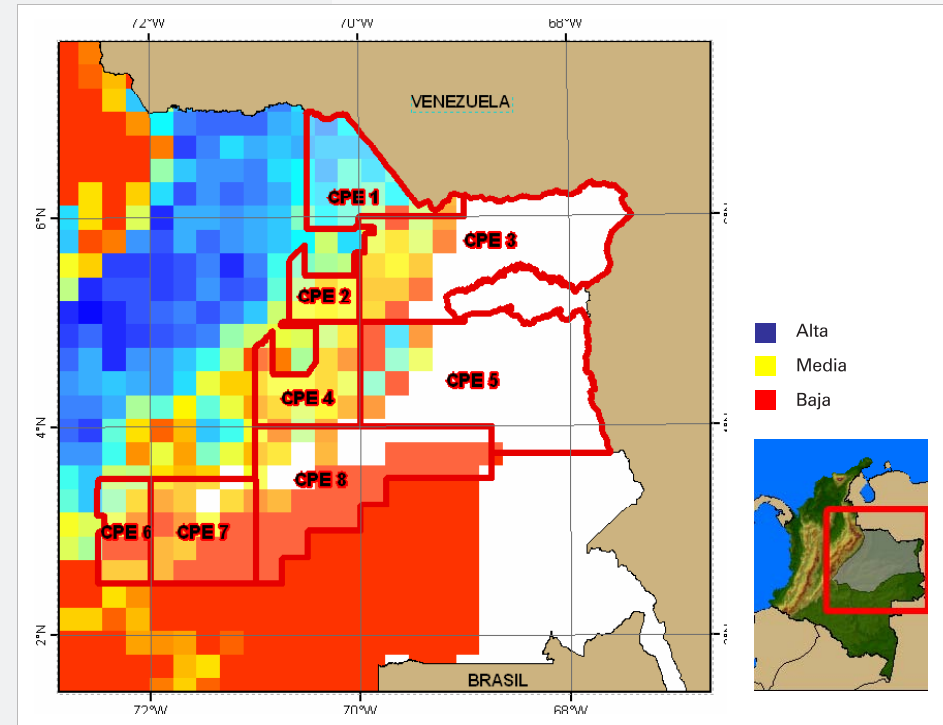 72°W 70°W 68°W
VENEZUELA
CPE 1
6°N
CPE 3
CPE 2
Alta
Media
CPE 5
Baja
CPE 4
4°N
CPE 8
CPE 6 CPE 7
2°N
BRASIL
72°W 70°W 68°W